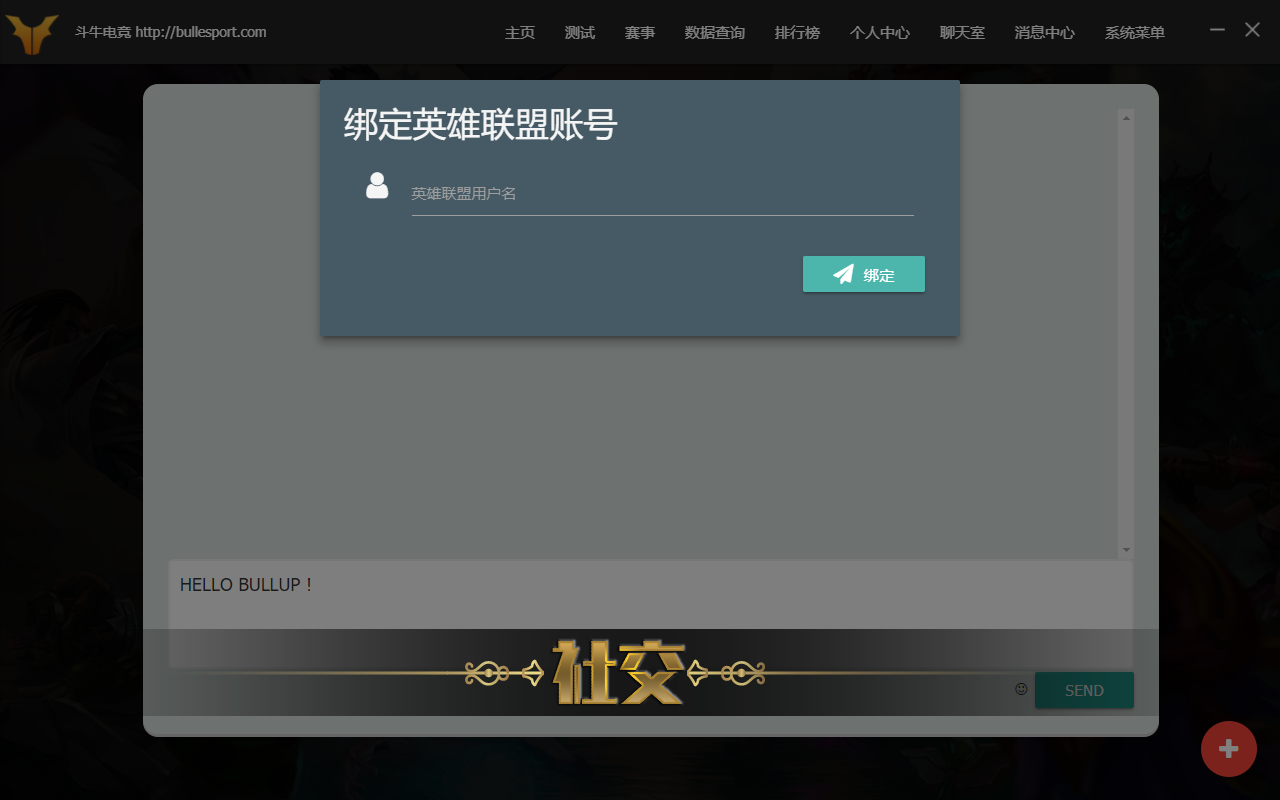 斗牛电竞 http://bullesport.com
主页 测试 赛事 数据查询 排行榜 个人中心 聊天室 消息中心 系统菜单
绑定英雄联盟账号
英雄联盟用户名
绑定
HELLO BULLUP！
社交
SEND